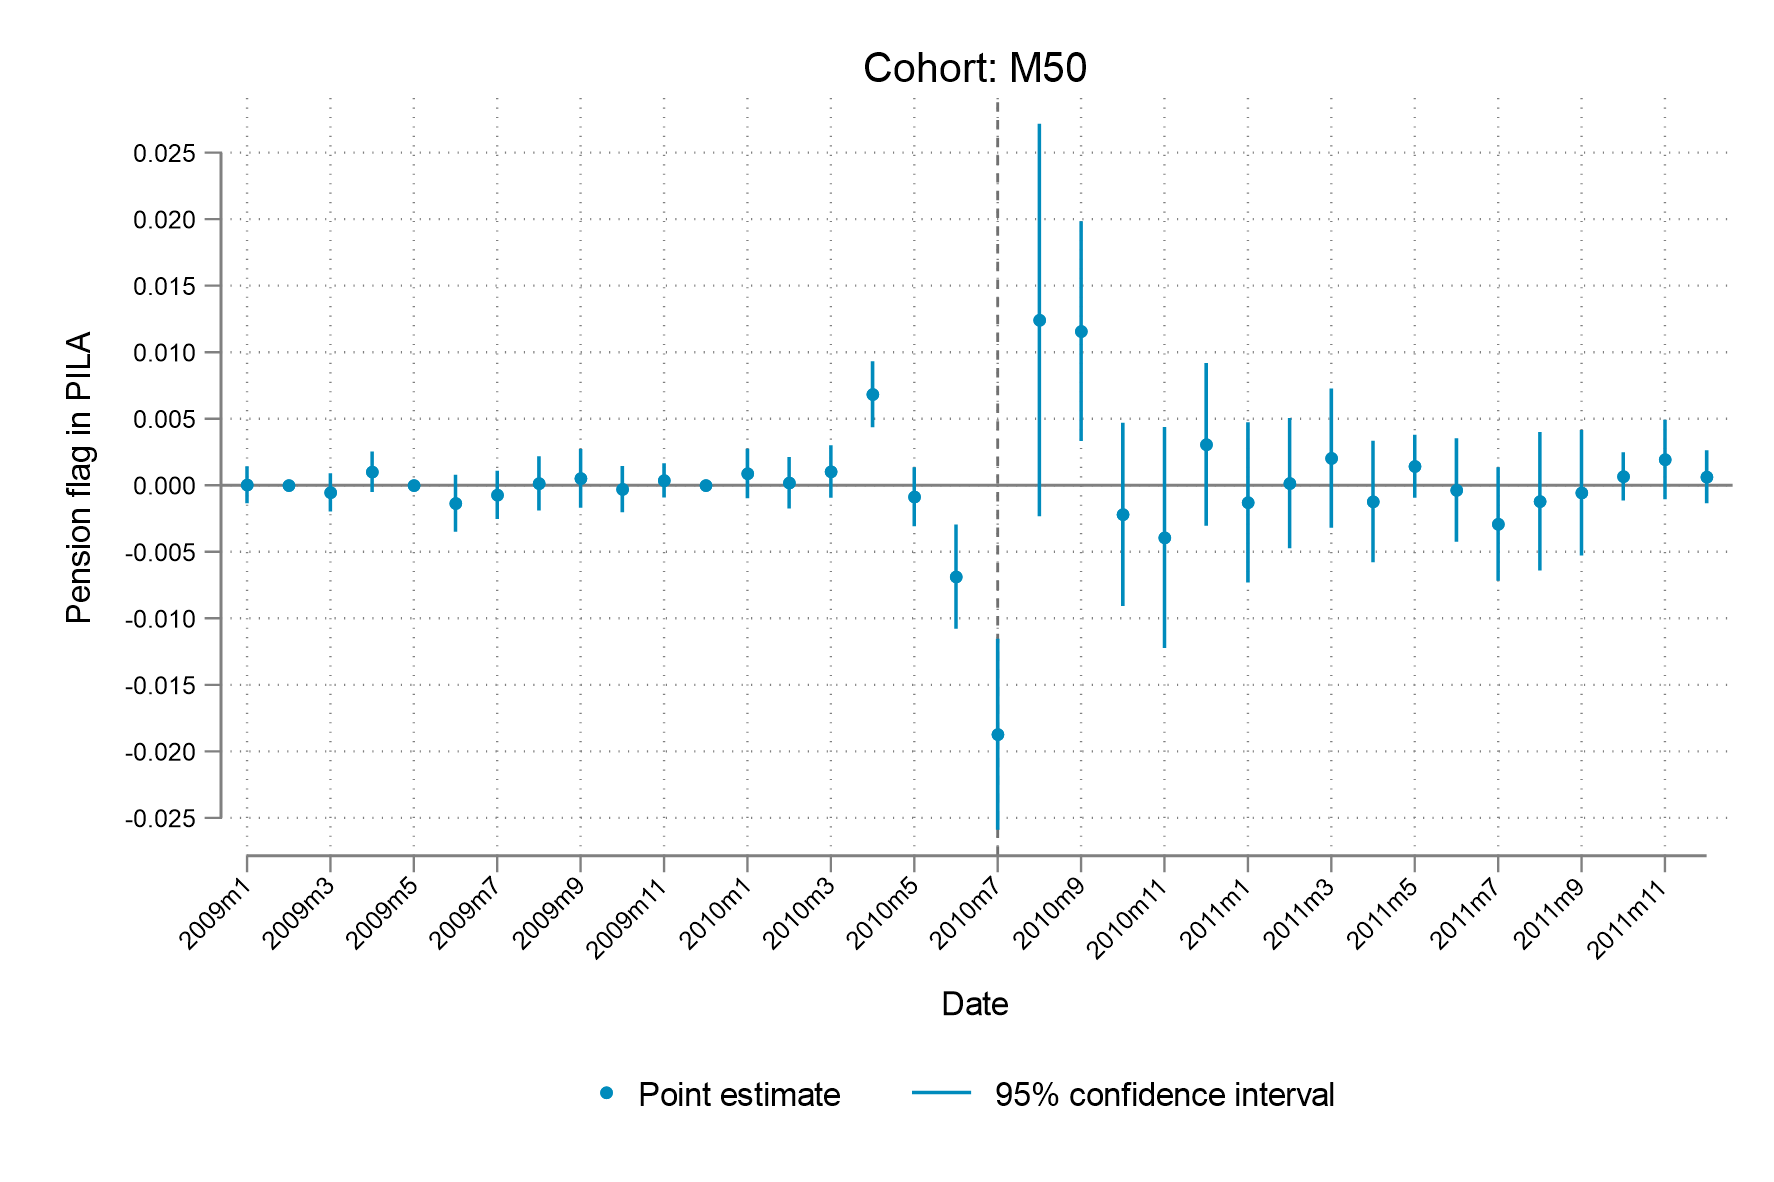 Cohort: M50
Pension flag in PILA
0.025
0.020
0.015
0.010
0.005
0.000
-0.005
-0.010
-0.015
-0.020
-0.025
2009m1
2009m3
2009m5
2009m7
2009m9
2009m11
2010m1
2010m3
2010m5
2010m7
2010m9
2010m11
2011m1
2011m3
2011m5
2011m7
2011m9
2011m11
Date
Point estimate
95% confidence interval